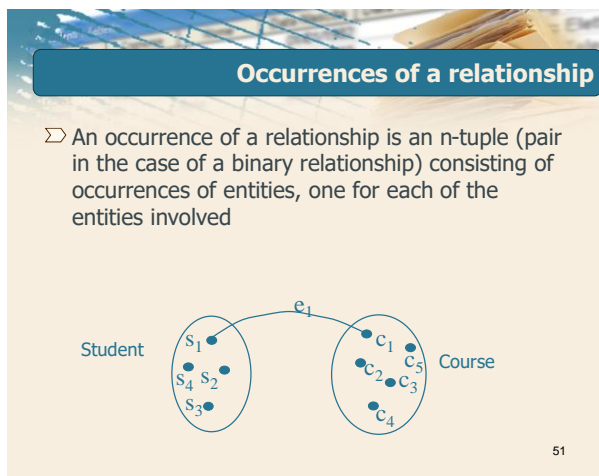 Occurrences of a relationship
An occurrence of a relationship is an n-tuple (pair
in the case of a binary relationship) consisting of
occurrences of entities, one for each of the
entities involved
e₁
s₁
c₁
Student
c₅
Course
s₄ s₂
c₂
c₃
s₃
c₄
51